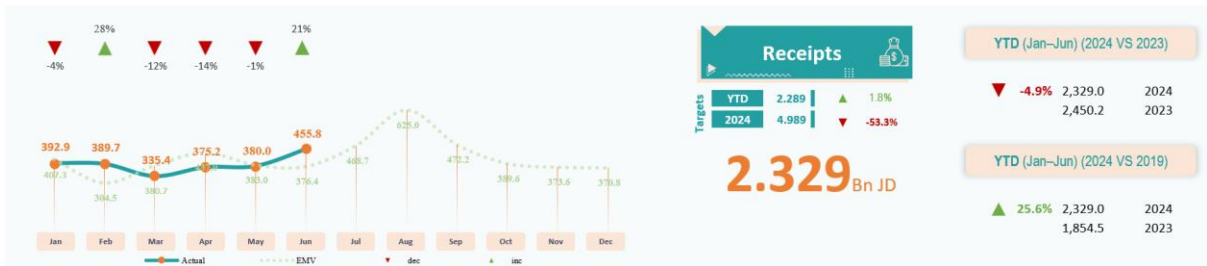 28% 21%
-4% -12% -14% -1%
392.9 389.7 335.4 375.2 380.0 455.8
407.3 304.5 380.7 383.0 376.4 468.7 625.0 472.2 389.6 373.6 370.8
Jan Feb Mar Apr May Jun Jul Aug Sep Oct Nov Dec
Actual EMV dec inc
Receipts
Targets
YTD 2.289 1.8%
2024 4.989 -53.3%
2.329 Bn JD
YTD (Jan–Jun) (2024 VS 2023)
-4.9% 2,329.0 2024
2,450.2 2023
YTD (Jan–Jun) (2024 VS 2019)
25.6% 2,329.0 2024
1,854.5 2023